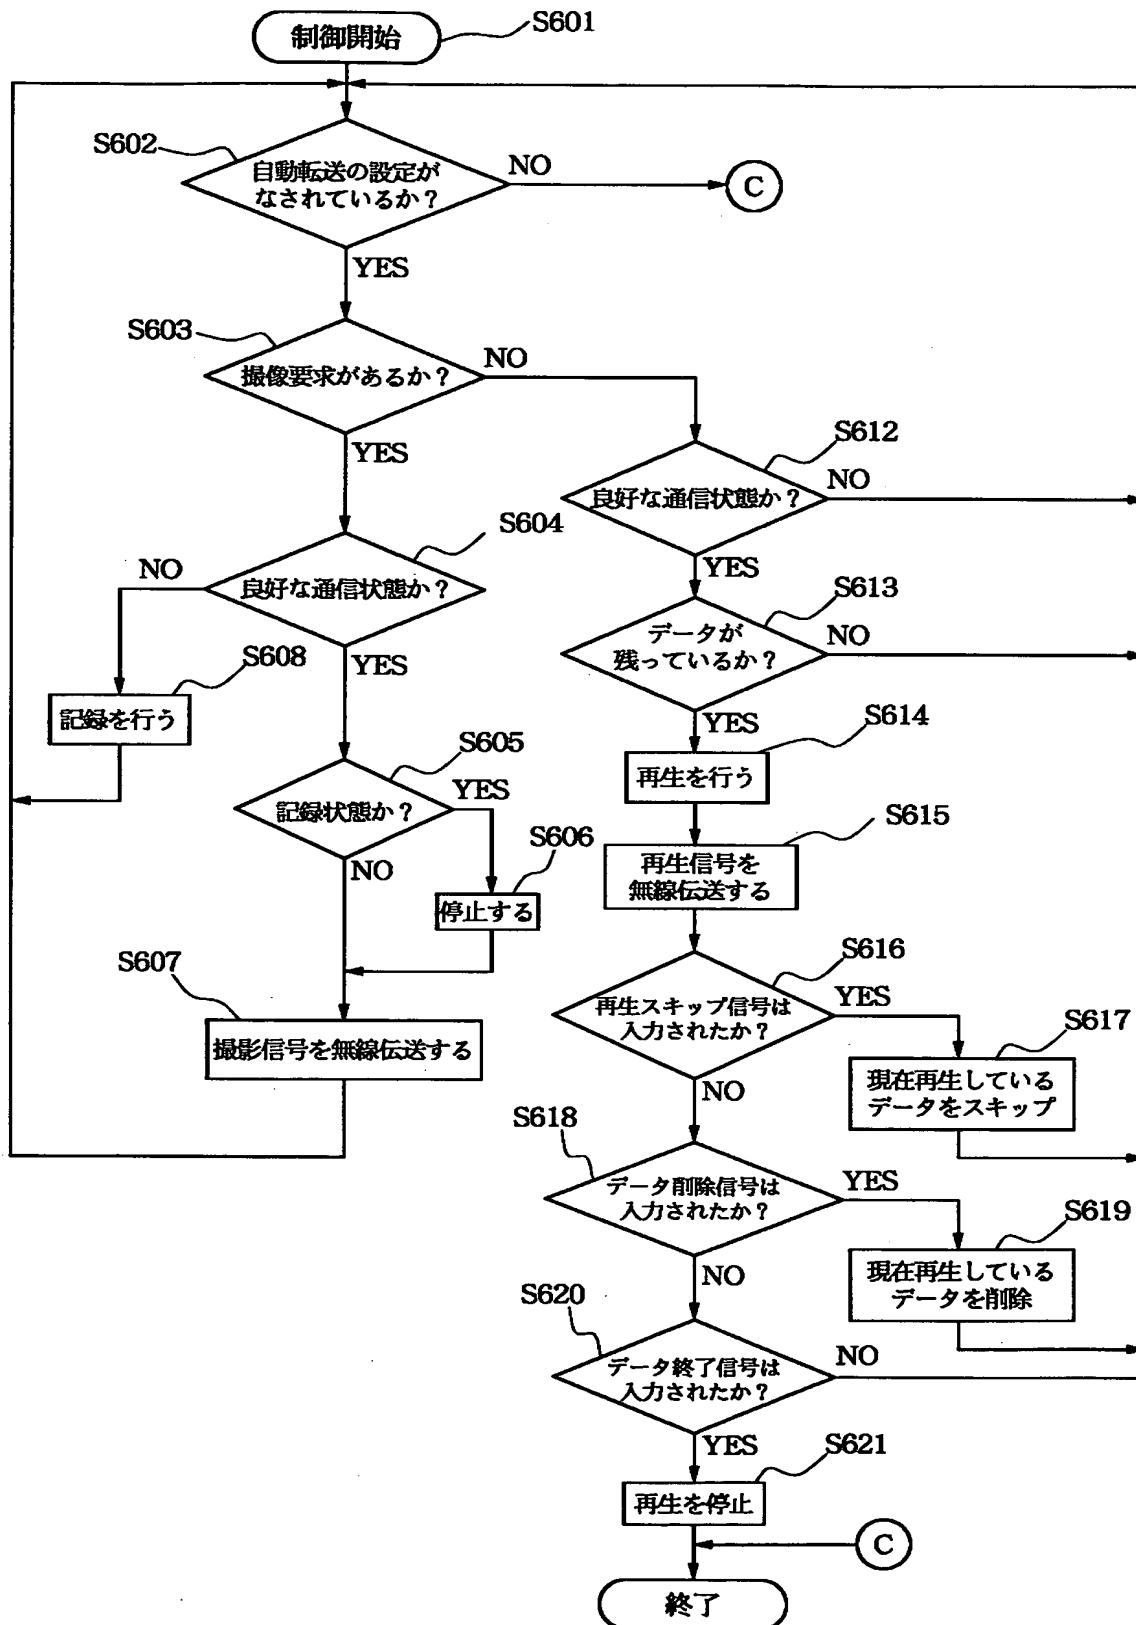 制御開始
S601
S602
自動転送の設定が
なされているか？
NO
C
YES
S603
撮像要求があるか？
NO
YES
S612
良好な通信状態か？
NO
YES
S604
良好な通信状態か？
NO
YES
S613
データが
残っているか？
NO
YES
S608
記録を行う
S605
記録状態か？
YES
NO
S606
停止する
S607
撮影信号を無線伝送する
S614
再生を行う
S615
再生信号を
無線伝送する
S616
再生スキップ信号は
入力されたか？
YES
NO
S617
現在再生している
データをスキップ
S618
データ削除信号は
入力されたか？
YES
NO
S619
現在再生している
データを削除
S620
データ終了信号は
入力されたか？
NO
YES
S621
再生を停止
C
終了